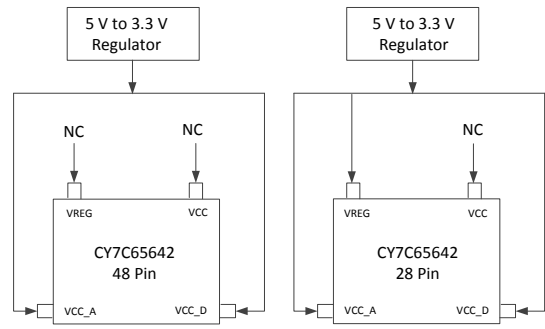 5 V to 3.3 V
Regulator
NC
NC
VREG
VCC
CY7C65642
48 Pin
VCC_A
VCC_D
5 V to 3.3 V
Regulator
NC
VREG
VCC
CY7C65642
28 Pin
VCC_A
VCC_D